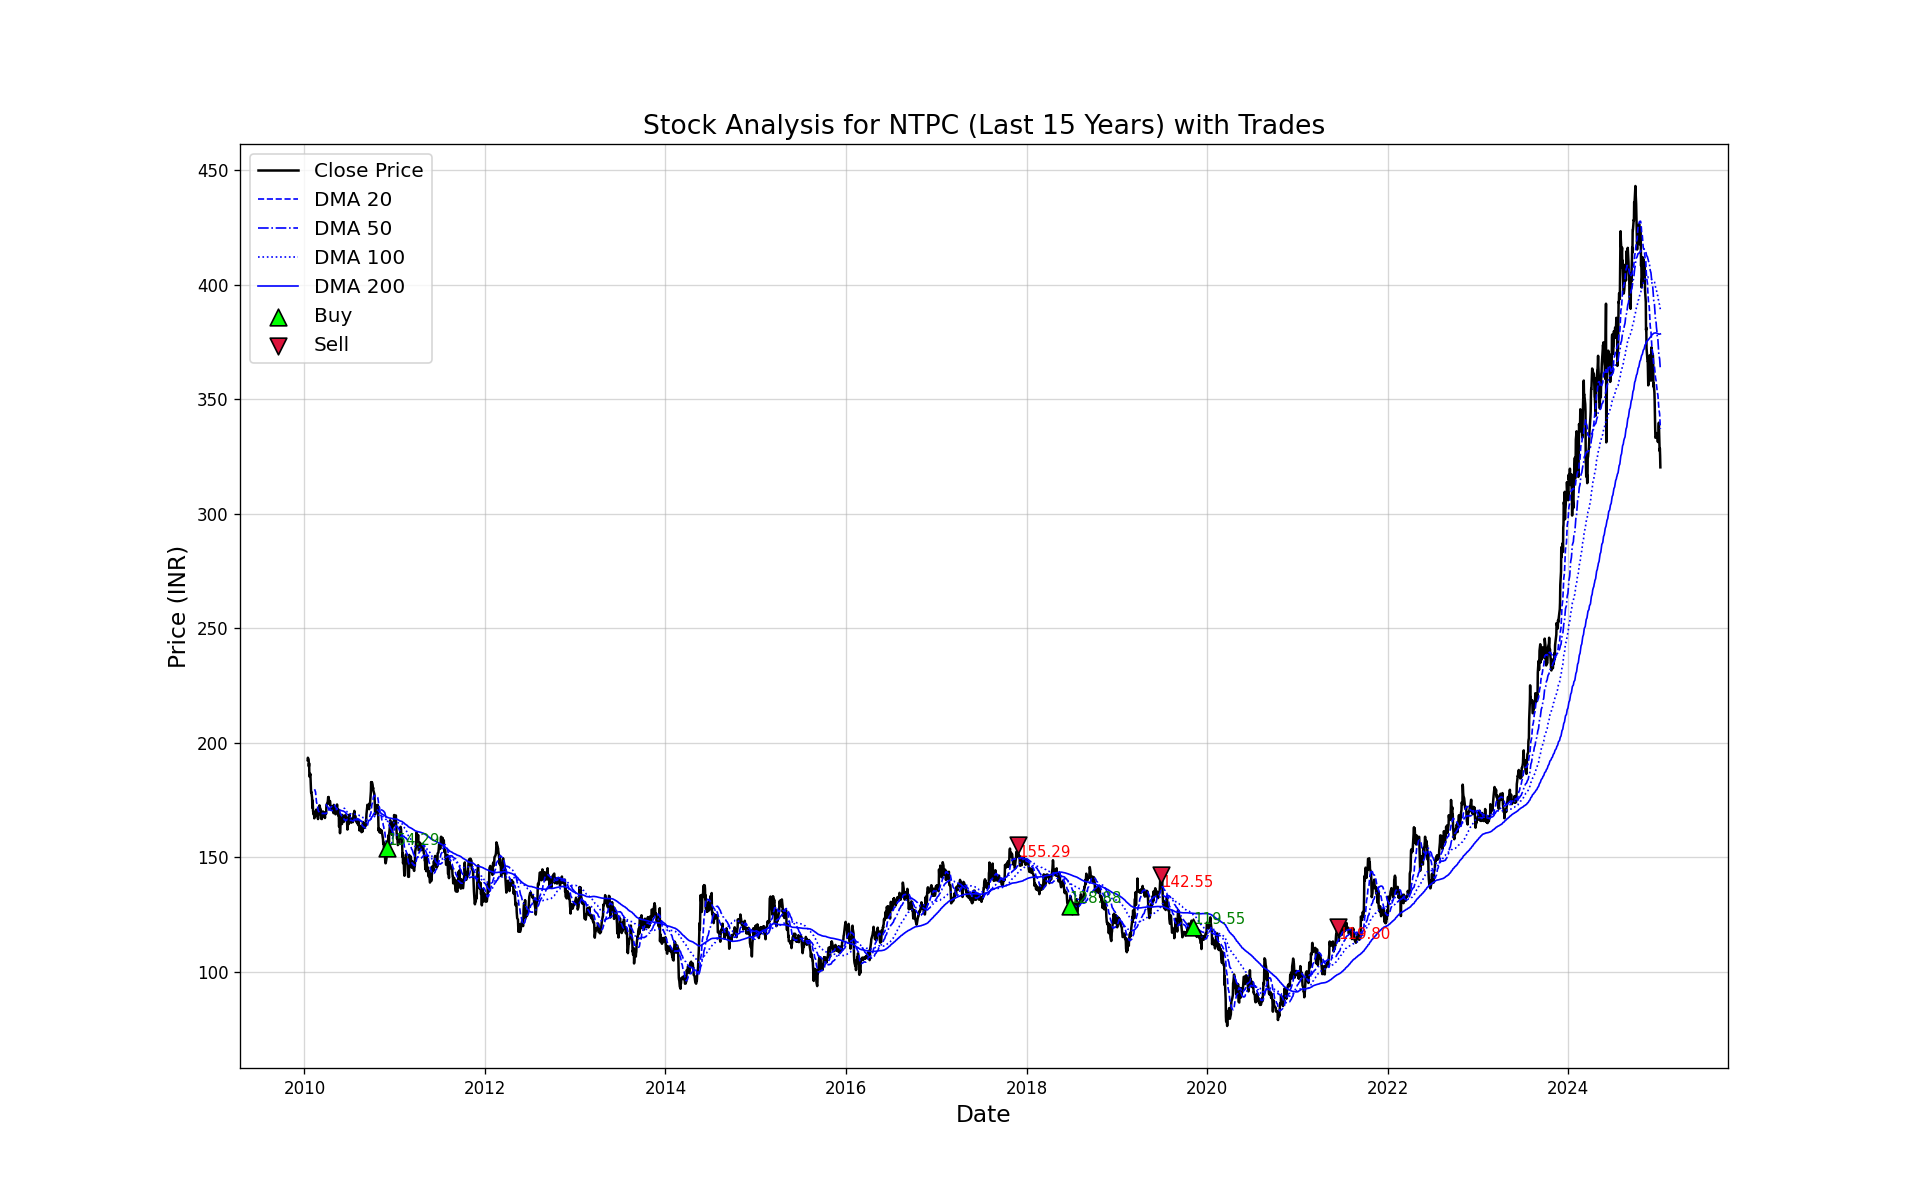 Stock Analysis for NTPC (Last 15 Years) with Trades
Close Price
DMA 20
DMA 50
DMA 100
DMA 200
Buy
Sell
450
400
350
300
250
200
150
100
Price (INR)
155.29
142.55
119.55
2010
2012
2014
2016
2018
2020
2022
2024
Date